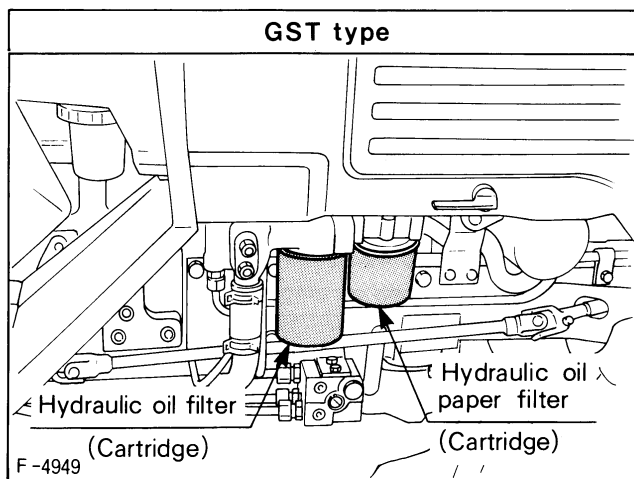 GST type
Hydraulic oil filter
(Cartridge)
Hydraulic oil
paper filter
(Cartridge)
F-4949